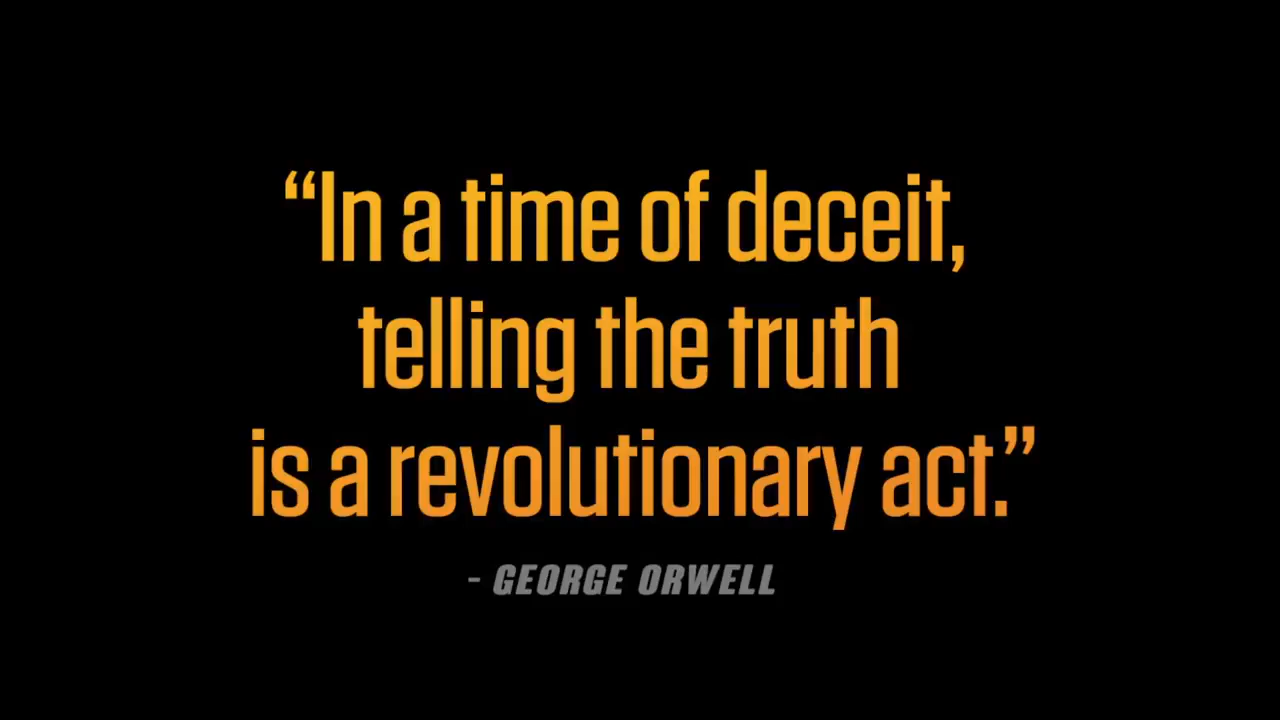 “In a time of deceit,
telling the truth
is a revolutionary act.”
- GEORGE ORWELL